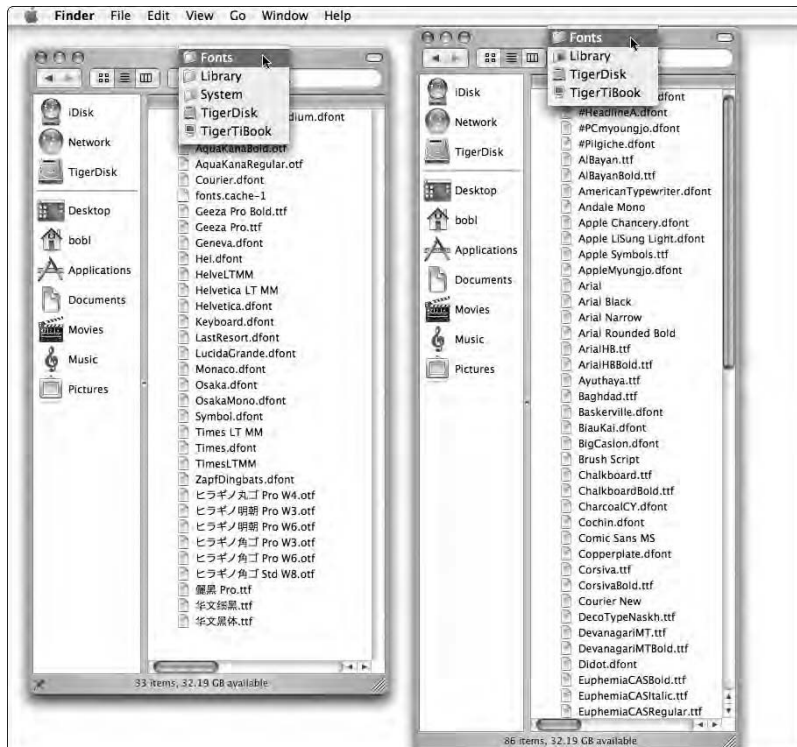 Finder File Edit View Go Window Help
Fonts
Library
System
TigerDisk
TigerTiBook
iDisk
Network
TigerDisk
Desktop
bobl
Applications
Documents
Movies
Music
Pictures
dium.dfont
AquaKanaBold.otf
AquaKanaRegular.otf
Courier.dfont
fonts.cache-1
Geeza Pro Bold.ttf
Geeza Pro.ttf
Geneva.dfont
Hei.dfont
HelveLTMM
Helvetica LT MM
Helvetica.dfont
Keyboard.dfont
LastResort.dfont
LucidaGrande.dfont
Monaco.dfont
Osaka.dfont
OsakaMono.dfont
Symbol.dfont
Times LT MM
Times.dfont
TimesLTMM
ZapfDingbats.dfont
ヒラギノ丸ゴ Pro W4.otf
ヒラギノ明朝 Pro W3.otf
ヒラギノ明朝 Pro W6.otf
ヒラギノ角ゴ Pro W3.otf
ヒラギノ角ゴ Pro W6.otf
ヒラギノ角ゴ Std W8.otf
儷黑 Pro.ttf
华文细黑.ttf
华文黑体.ttf
33 items, 32.19 GB available
Fonts
Library
TigerDisk
TigerTiBook
iDisk
Network
TigerDisk
Desktop
bobl
Applications
Documents
Movies
Music
Pictures
dfont
#HeadlineA.dfont
#PCmyoungjo.dfont
#Pilgiche.dfont
AlBayan.ttf
AlBayanBold.ttf
AmericanTypewriter.dfont
Andale Mono
Apple Chancery.dfont
Apple LiSung Light.dfont
Apple Symbols.ttf
AppleMyungjo.dfont
Arial
Arial Black
Arial Narrow
Arial Rounded Bold
ArialHB.ttf
ArialHBBold.ttf
Ayuthaya.ttf
Baghdad.ttf
Baskerville.dfont
BiauKai.dfont
BigCaslon.dfont
Brush Script
Chalkboard.ttf
ChalkboardBold.ttf
CharcoalCY.dfont
Cochin.dfont
Comic Sans MS
Copperplate.dfont
Corsiva.ttf
CorsivaBold.ttf
Courier New
DecoTypeNaskh.ttf
DevanagariMT.ttf
DevanagariMTBold.ttf
Didot.dfont
EuphemiaCASBold.ttf
EuphemiaCASItalic.ttf
EuphemiaCASRegular.ttf
86 items, 32.19 GB available